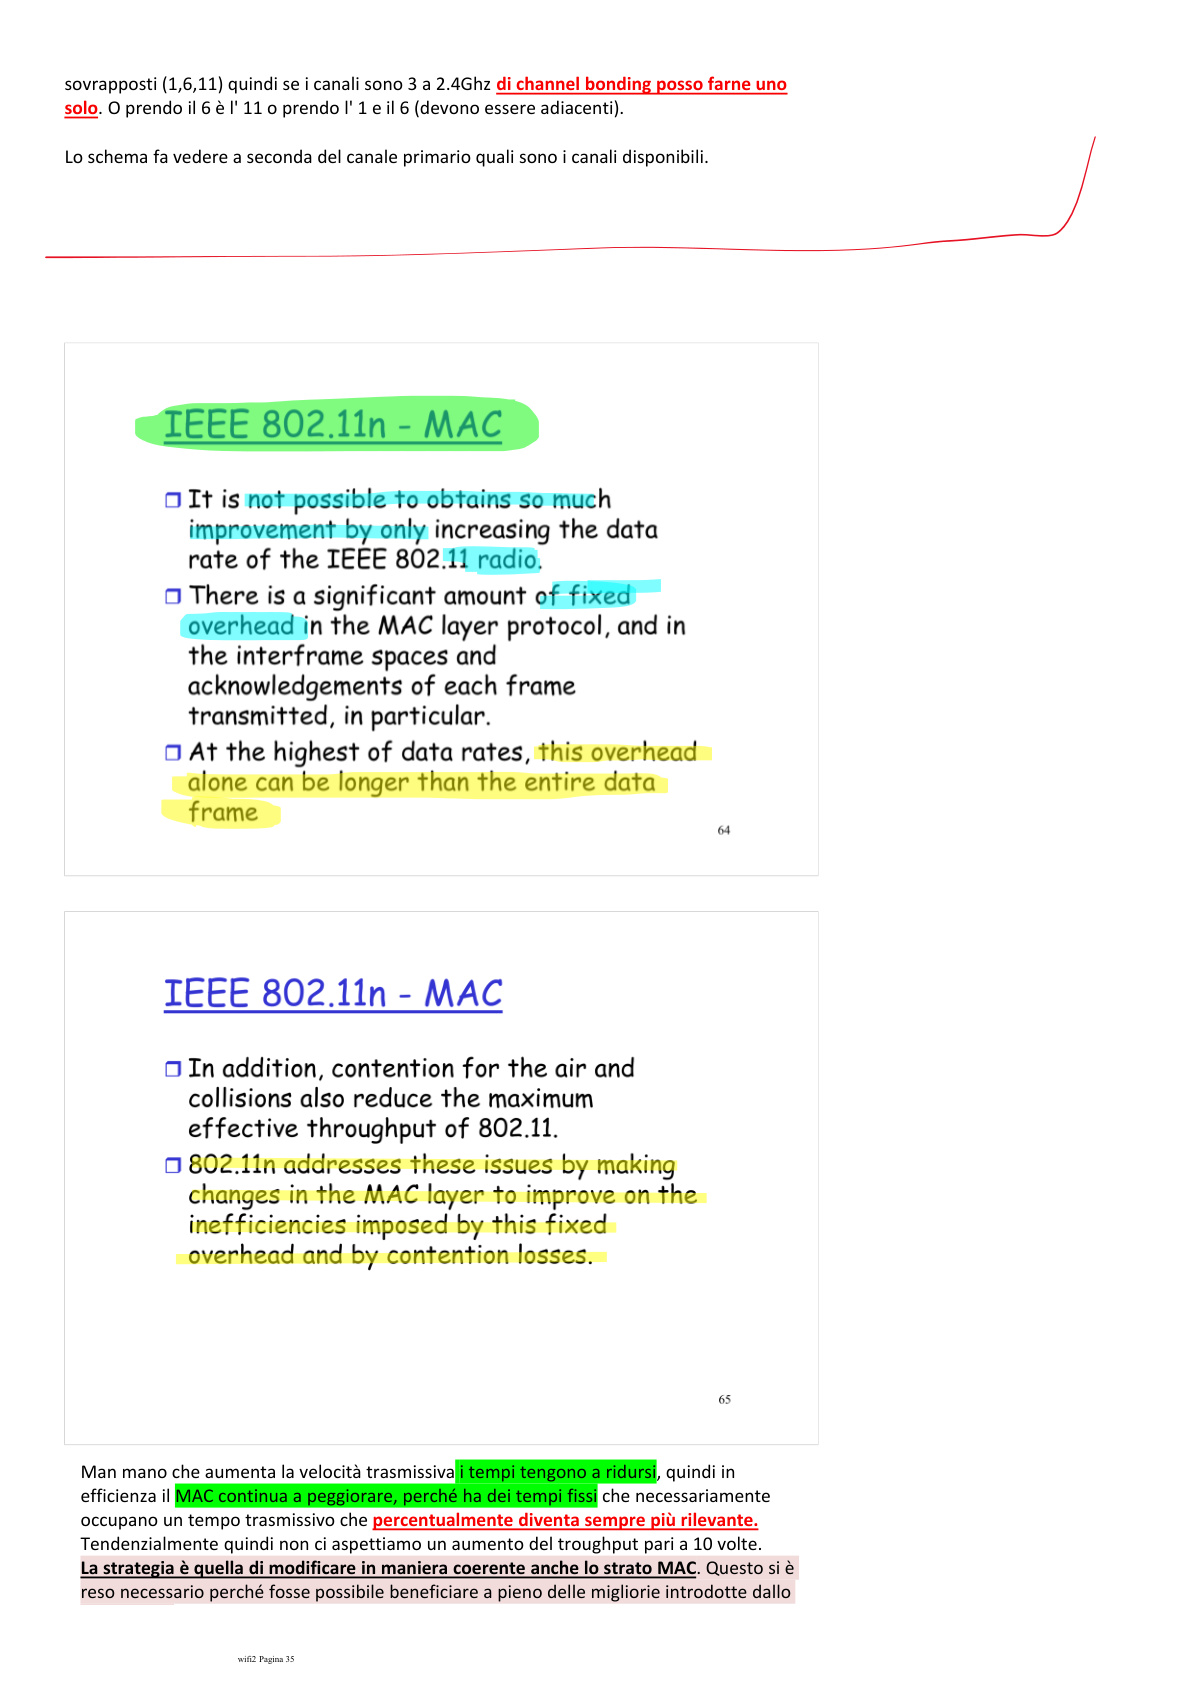 sovrapposti (1,6,11) quindi se i canali sono 3 a 2.4Ghz di channel bonding posso farne uno
solo. O prendo il 6 è l' 11 o prendo l' 1 e il 6 (devono essere adiacenti).
Lo schema fa vedere a seconda del canale primario quali sono i canali disponibili.
IEEE 802.11n - MAC
❒ It is not possible to obtains so much
improvement by only increasing the data
rate of the IEEE 802.11 radio.
❒ There is a significant amount of fixed
overhead in the MAC layer protocol, and in
the interframe spaces and
acknowledgements of each frame
transmitted, in particular.
❒ At the highest of data rates, this overhead
alone can be longer than the entire data
frame
64
IEEE 802.11n - MAC
❒ In addition, contention for the air and
collisions also reduce the maximum
effective throughput of 802.11.
❒ 802.11n addresses these issues by making
changes in the MAC layer to improve on the
inefficiencies imposed by this fixed
overhead and by contention losses.
65
Man mano che aumenta la velocità trasmissiva i tempi tengono a ridursi, quindi in
efficienza il MAC continua a peggiorare, perché ha dei tempi fissi che necessariamente
occupano un tempo trasmissivo che percentualmente diventa sempre più rilevante.
Tendenzialmente quindi non ci aspettiamo un aumento del troughput pari a 10 volte.
La strategia è quella di modificare in maniera coerente anche lo strato MAC. Questo si è
reso necessario perché fosse possibile beneficiare a pieno delle migliorie introdotte dallo
wifi2 Pagina 35